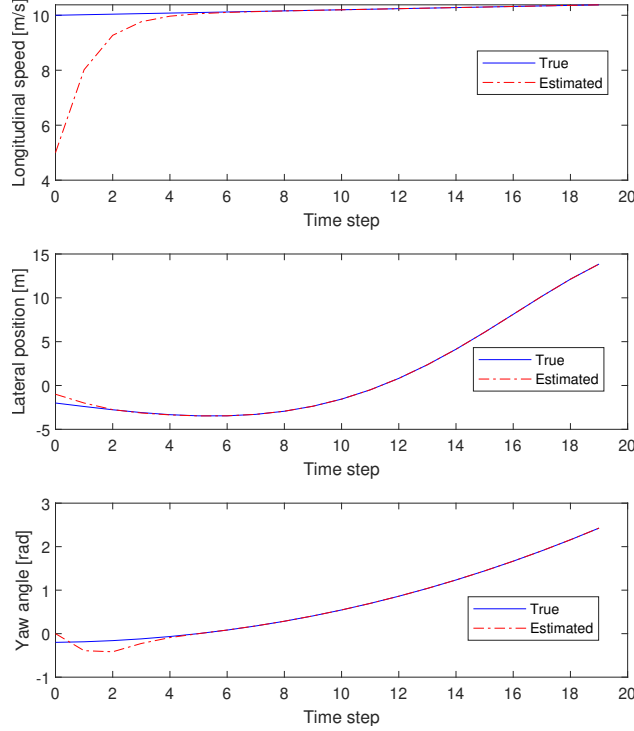 Longitudinal speed [m/s]
10
8
6
4
True
Estimated
0 2 4 6 8 10 12 14 16 18 20
Time step
Lateral position [m]
15
10
5
0
-5
True
Estimated
0 2 4 6 8 10 12 14 16 18 20
Time step
Yaw angle [rad]
3
2
1
0
-1
True
Estimated
0 2 4 6 8 10 12 14 16 18 20
Time step